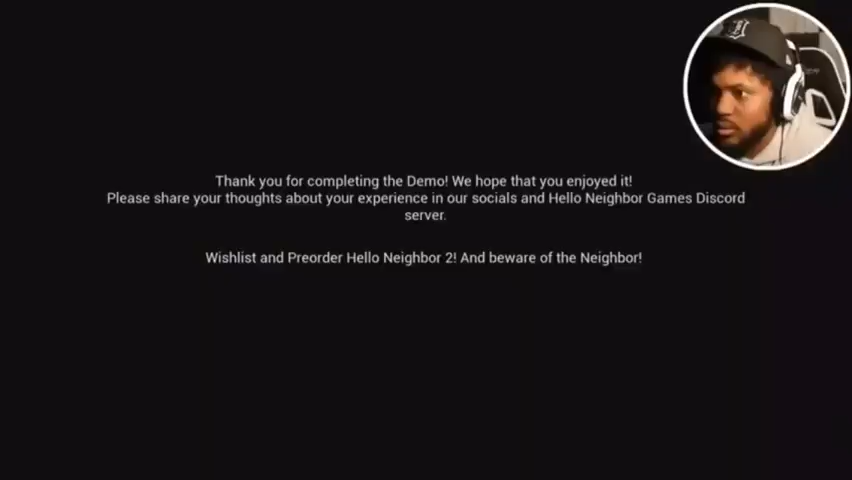 Thank you for completing the Demo! We hope that you enjoyed it!
Please share your thoughts about your experience in our socials and Hello Neighbor Games Discord
server.
Wishlist and Preorder Hello Neighbor 2! And beware of the Neighbor!